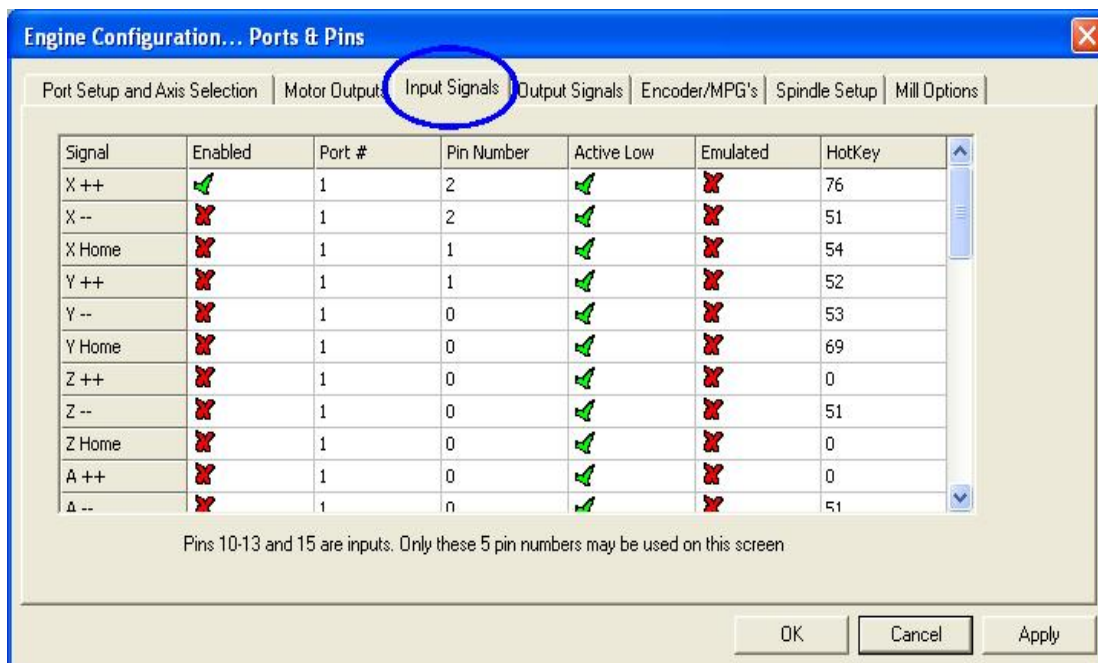 Engine Configuration... Ports & Pins
Port Setup and Axis Selection Motor Outputs Input Signals Output Signals Encoder/MPG's Spindle Setup Mill Options
Signal Enabled Port # Pin Number Active Low Emulated HotKey
X ++ 1 2 76
X -- 1 2 51
X Home 1 1 54
Y ++ 1 1 52
Y -- 1 0 53
Y Home 1 0 69
Z ++ 1 0 0
Z -- 1 0 51
Z Home 1 0 0
A ++ 1 0 0
A -- 1 0 51
Pins 10-13 and 15 are inputs. Only these 5 pin numbers may be used on this screen
OK Cancel Apply